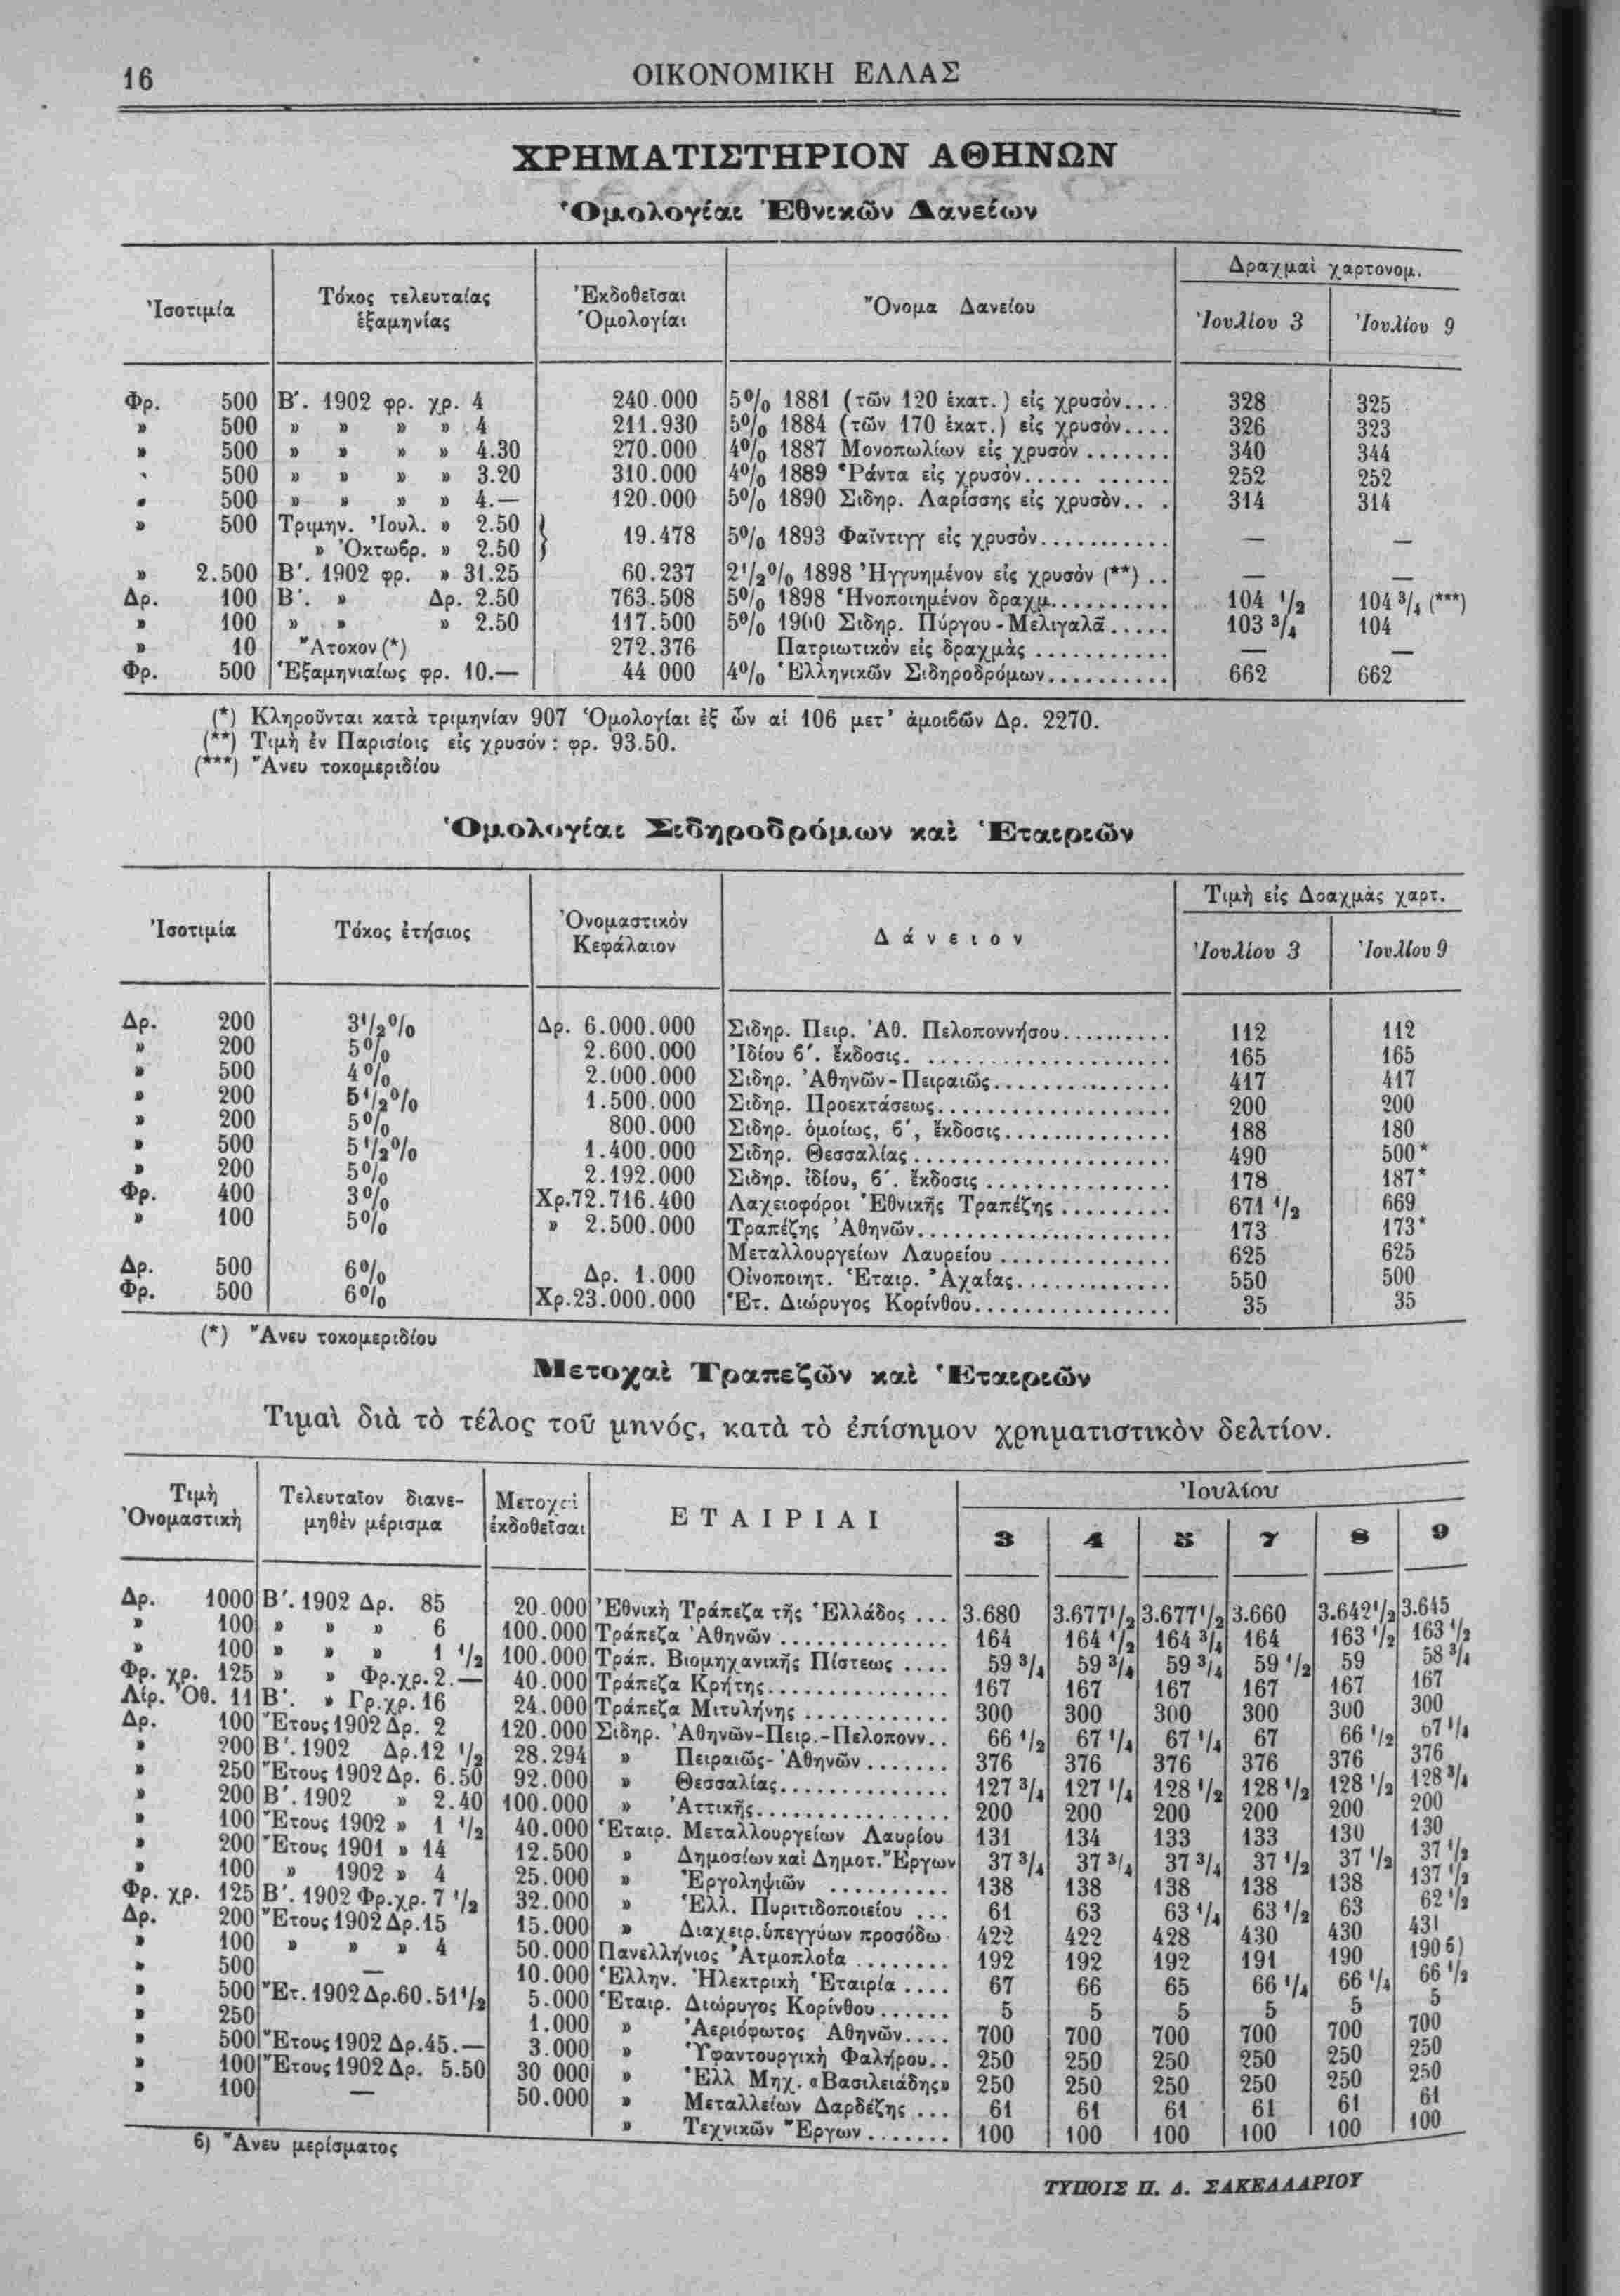 16
ΟΙΚΟΝΟΜΙΚΗ ΕΛΛΑΣ
ΧΡΗΜΑΤΙΣΤΗΡΙΟΝ ΑΘΗΝΩΝ
Ὁμολογίαι Ἐθνικῶν Δανείων
Ἰσοτιμία | Τόκος τελευταίας ἑξαμηνίας | Ἐκδοθεῖσαι Ὁμολογίαι | Ὄνομα Δανείου | Δραχμαὶ χαρτονομ. | Ἰουλίου 3 | Ἰουλίου 9
Φρ. 500 | Β΄. 1902 φρ. χρ. 4 | 240.000 | 5% 1881 (τῶν 120 ἑκατ.) εἰς χρυσόν.... | 328 | 325
» 500 | » » » » 4 | 211.930 | 5% 1884 (τῶν 170 ἑκατ.) εἰς χρυσόν.... | 326 | 323
» 500 | » » » » 4.30 | 270.000 | 4% 1887 Μονοπωλίων εἰς χρυσόν....... | 340 | 344
» 500 | » » » » 3.20 | 310.000 | 4% 1889 Ῥάντα εἰς χρυσόν........... | 252 | 252
» 500 | » » » » 4.— | 120.000 | 5% 1890 Σιδηρ. Λαρίσσης εἰς χρυσόν... | 314 | 314
» 500 | Τριμην. Ἰουλ. » 2.50
» Ὀκτωβρ. » 2.50 } | 19.478 | 5% 1893 Φαϊντιγγ εἰς χρυσόν........... | — | —
» 2.500 | Β΄. 1902 φρ. » 31.25 | 60.237 | 2 1/2% 1898 Ἠγγυημένον εἰς χρυσόν (**).. | — | —
Δρ. 100 | Β΄. » Δρ. 2.50 | 763.508 | 5% 1898 Ἡνοποιημένον δραχμ.......... | 104 1/2 | 104 3/4 (***)
» 100 | » » » 2.50 | 117.500 | 5% 1900 Σιδηρ. Πύργου-Μελιγαλᾶ..... | 103 3/4 | 104
» 10 | Ἄτοκον (*) | 272.376 | Πατριωτικὸν εἰς δραχμάς........... | — | —
Φρ. 500 | Ἑξαμηνιαίως φρ. 10.— | 44 000 | 4% Ἑλληνικῶν Σιδηροδρόμων.......... | 662 | 662
(*) Κληροῦνται κατὰ τριμηνίαν 907 Ὁμολογίαι ἐξ ὧν αἱ 106 μετ' ἀμοιβῶν Δρ. 2270.
(**) Τιμὴ ἐν Παρισίοις εἰς χρυσόν: φρ. 93.50.
(***) Ἄνευ τοκομεριδίου
Ὁμολογίαι Σιδηροδρόμων καὶ Ἑταιριῶν
Ἰσοτιμία | Τόκος ἐτήσιος | Ὀνομαστικὸν Κεφάλαιον | Δάνειον | Τιμὴ εἰς Δραχμὰς χαρτ. | Ἰουλίου 3 | Ἰουλίου 9
Δρ. 200 | 3 1/2% | Δρ. 6.000.000 | Σιδηρ. Πειρ. Ἀθ. Πελοποννήσου.......... | 112 | 112
» 200 | 5% | 2.600.000 | Ἰδίου β΄. ἔκδοσις.................... | 165 | 165
» 500 | 4% | 2.000.000 | Σιδηρ. Ἀθηνῶν-Πειραιῶς.............. | 417 | 417
» 200 | 5 1/2% | 1.500.000 | Σιδηρ. Προεκτάσεως................... | 200 | 200
» 200 | 5% | 800.000 | Σιδηρ. ὁμοίως, β΄, ἔκδοσις............. | 188 | 180
» 500 | 5 1/2% | 1.400.000 | Σιδηρ. Θεσσαλίας..................... | 490 | 500*
» 200 | 5% | 2.192.000 | Σιδηρ. ἰδίου, β΄. ἔκδοσις............... | 178 | 187*
Φρ. 400 | 3% | Χρ.72.716.400 | Λαχειοφόροι Ἐθνικῆς Τραπέζης......... | 671 1/2 | 669
» 100 | 5% | » 2.500.000 | Τραπέζης Ἀθηνῶν..................... | 173 | 173*
Μεταλλουργείων Λαυρείου.............. | 625 | 625
Δρ. 500 | 6% | Δρ. 1.000 | Οἰνοποιητ. Ἑταιρ. Ἀχαΐας............. | 550 | 500
Φρ. 500 | 6% | Χρ.23.000.000 | Ἑτ. Διώρυγος Κορίνθου................ | 35 | 35
(*) Ἄνευ τοκομεριδίου
Μετοχαὶ Τραπεζῶν καὶ Ἑταιριῶν
Τιμαὶ διὰ τὸ τέλος τοῦ μηνός, κατὰ τὸ ἐπίσημον χρηματιστικὸν δελτίον.
Τιμὴ Ὀνομαστικὴ | Τελευταῖον διανεμηθὲν μέρισμα | Μετοχαὶ ἐκδοθεῖσαι | ΕΤΑΙΡΙΑΙ | Ἰουλίου | 3 | 4 | 5 | 7 | 8 | 9
Δρ. 1000 | Β΄. 1902 Δρ. 85 | 20.000 | Ἐθνικὴ Τράπεζα τῆς Ἑλλάδος... | 3.680 | 3.677 1/2 | 3.677 1/2 | 3.660 | 3.642 1/2 | 3.645
» 100 | » » » 6 | 100.000 | Τράπεζα Ἀθηνῶν.............. | 164 | 164 1/2 | 164 3/4 | 164 | 163 1/2 | 163 1/2
» 100 | » » » 1 1/2 | 100.000 | Τράπ. Βιομηχανικῆς Πίστεως.... | 59 3/4 | 59 3/4 | 59 3/4 | 59 1/2 | 59 | 58 3/4
Φρ. χρ. 125 | » » Φρ.χρ.2.— | 40.000 | Τράπεζα Κρήτης............... | 167 | 167 | 167 | 167 | 167 | 167
Λίρ. Ὀθ. 11 | Β΄. » Γρ.χρ.16 | 24.000 | Τράπεζα Μιτυλήνης............ | 300 | 300 | 300 | 300 | 300 | 300
Δρ. 100 | Ἔτους 1902 Δρ. 2 | 120.000 | Σιδηρ. Ἀθηνῶν-Πειρ.-Πελοπονν.. | 66 1/2 | 67 1/4 | 67 1/4 | 67 | 66 1/2 | 67 1/4
» 200 | Β΄. 1902 Δρ.12 1/2 | 28.294 | » Πειραιῶς-Ἀθηνῶν....... | 376 | 376 | 376 | 376 | 376 | 376
» 250 | Ἔτους 1902 Δρ. 6.50 | 92.000 | » Θεσσαλίας.............. | 127 3/4 | 127 1/4 | 128 1/2 | 128 1/2 | 128 1/2 | 128 3/4
» 200 | Β΄. 1902 » 2.40 | 100.000 | » Ἀττικῆς................ | 200 | 200 | 200 | 200 | 200 | 200
» 100 | Ἔτους 1902 » 1 1/2 | 40.000 | Ἑταιρ. Μεταλλουργείων Λαυρίου | 131 | 134 | 133 | 133 | 130 | 130
» 200 | Ἔτους 1901 » 14 | 12.500 | » Δημοσίων καὶ Δημοτ. Ἔργων | 37 3/4 | 37 3/4 | 37 3/4 | 37 1/2 | 37 1/2 | 37 1/2
» 100 | » 1902 » 4 | 25.000 | » Ἐργοληψιῶν.......... | 138 | 138 | 138 | 138 | 138 | 137 1/2
Φρ. χρ. 125 | Β΄. 1902 Φρ.χρ. 7 1/2 | 32.000 | » Ἑλλ. Πυριτιδοποιείου... | 61 | 63 | 63 1/4 | 63 1/2 | 63 | 62 1/2
Δρ. 200 | Ἔτους 1902 Δρ.15 | 15.000 | » Διαχειρ. ὑπεγγύων προσόδω. | 422 | 422 | 428 | 430 | 430 | 431
» 100 | » » » 4 | 50.000 | Πανελλήνιος Ἀτμοπλοΐα........ | 192 | 192 | 192 | 191 | 190 | 190 β)
» 500 | — | 10.000 | Ἑλλην. Ἠλεκτρικὴ Ἑταιρία.... | 67 | 66 | 65 | 66 1/4 | 66 1/4 | 66 1/2
» 500 | Ἔτ. 1902 Δρ.60.51 1/2 | 5.000 | Ἑταιρ. Διώρυγος Κορίνθου...... | 5 | 5 | 5 | 5 | 5 | 5
» 250 | 1.000 | » Ἀεριόφωτος Ἀθηνῶν.... | 700 | 700 | 700 | 700 | 700 | 700
» 500 | Ἔτους 1902 Δρ.45.— | 3.000 | » Ὑφαντουργικὴ Φαλήρου.. | 250 | 250 | 250 | 250 | 250 | 250
» 100 | Ἔτους 1902 Δρ. 5.50 | 30 000 | » Ἑλλ Μηχ. «Βασιλειάδης» | 250 | 250 | 250 | 250 | 250 | 250
» 100 | — | 50.000 | » Μεταλλείων Δαρδέζης... | 61 | 61 | 61 | 61 | 61 | 61
» Τεχνικῶν Ἔργων....... | 100 | 100 | 100 | 100 | 100 | 100
β) Ἄνευ μερίσματος
ΤΥΠΟΙΣ Π. Δ. ΣΑΚΕΛΛΑΡΙΟΥ